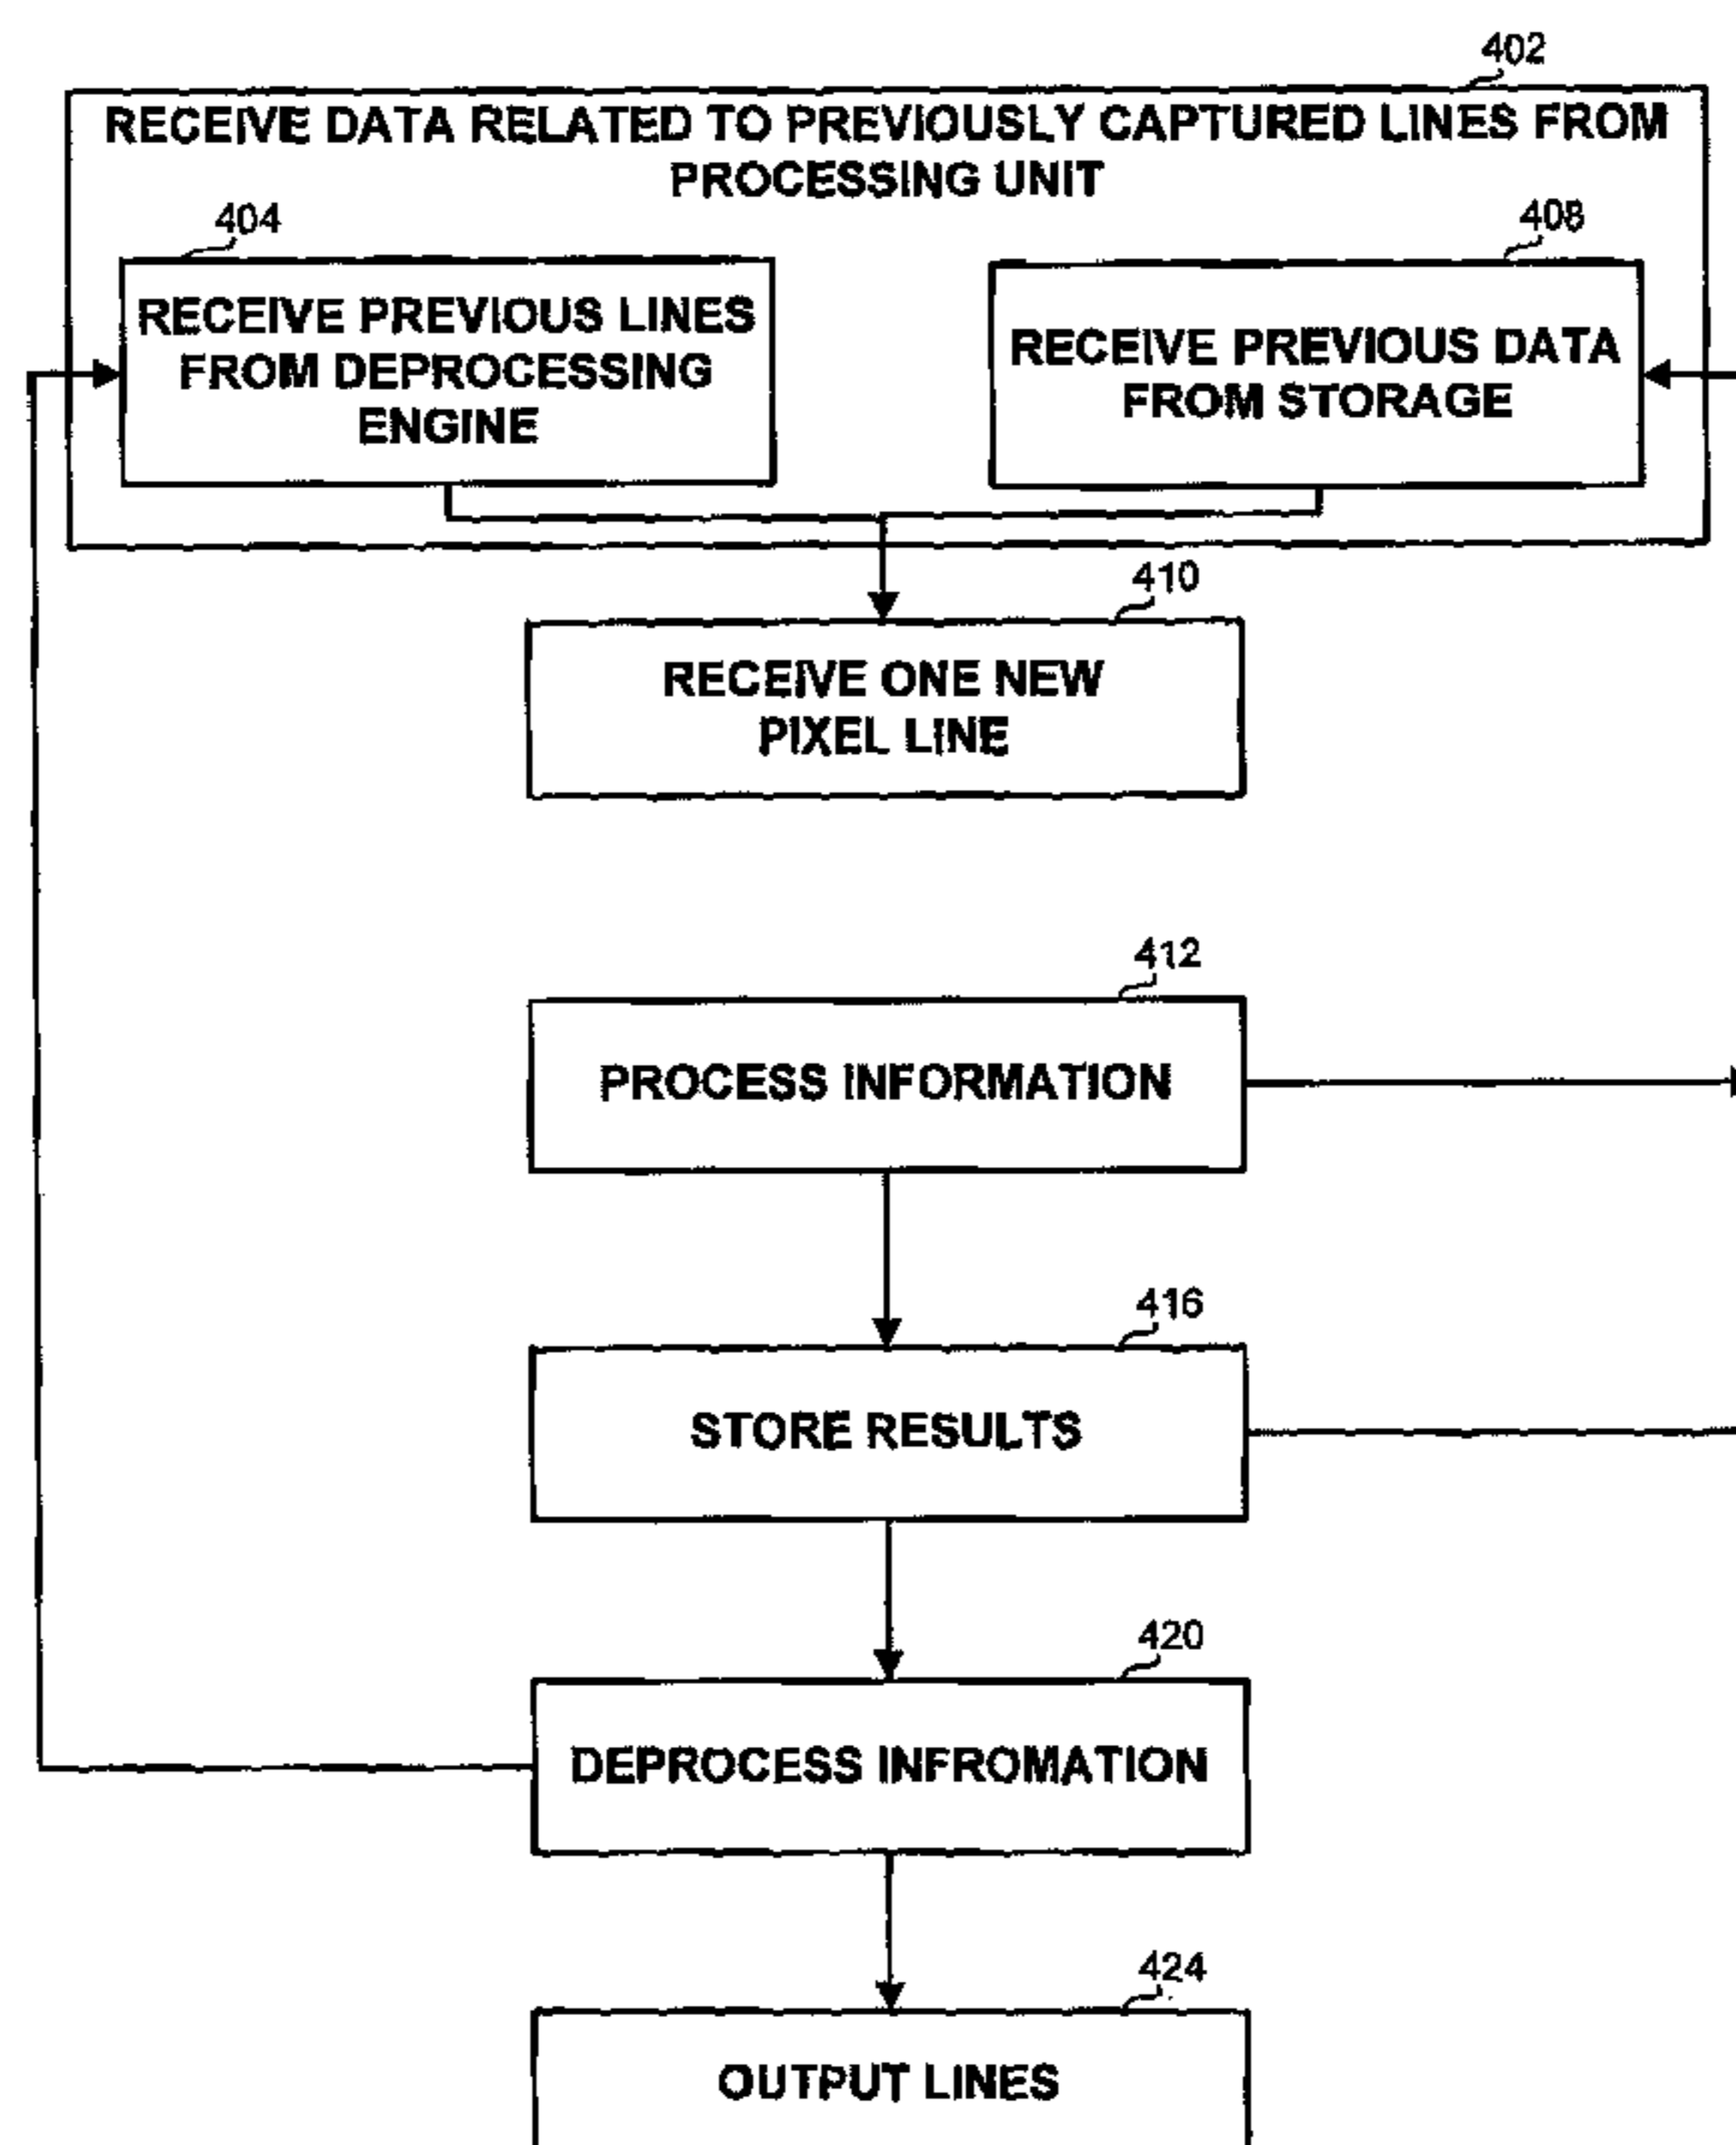 402
RECEIVE DATA RELATED TO PREVIOUSLY CAPTURED LINES FROM
PROCESSING UNIT
404
RECEIVE PREVIOUS LINES
FROM DEPROCESSING
ENGINE
408
RECEIVE PREVIOUS DATA
FROM STORAGE
410
RECEIVE ONE NEW
PIXEL LINE
412
PROCESS INFORMATION
416
STORE RESULTS
420
DEPROCESS INFROMATION
424
OUTPUT LINES